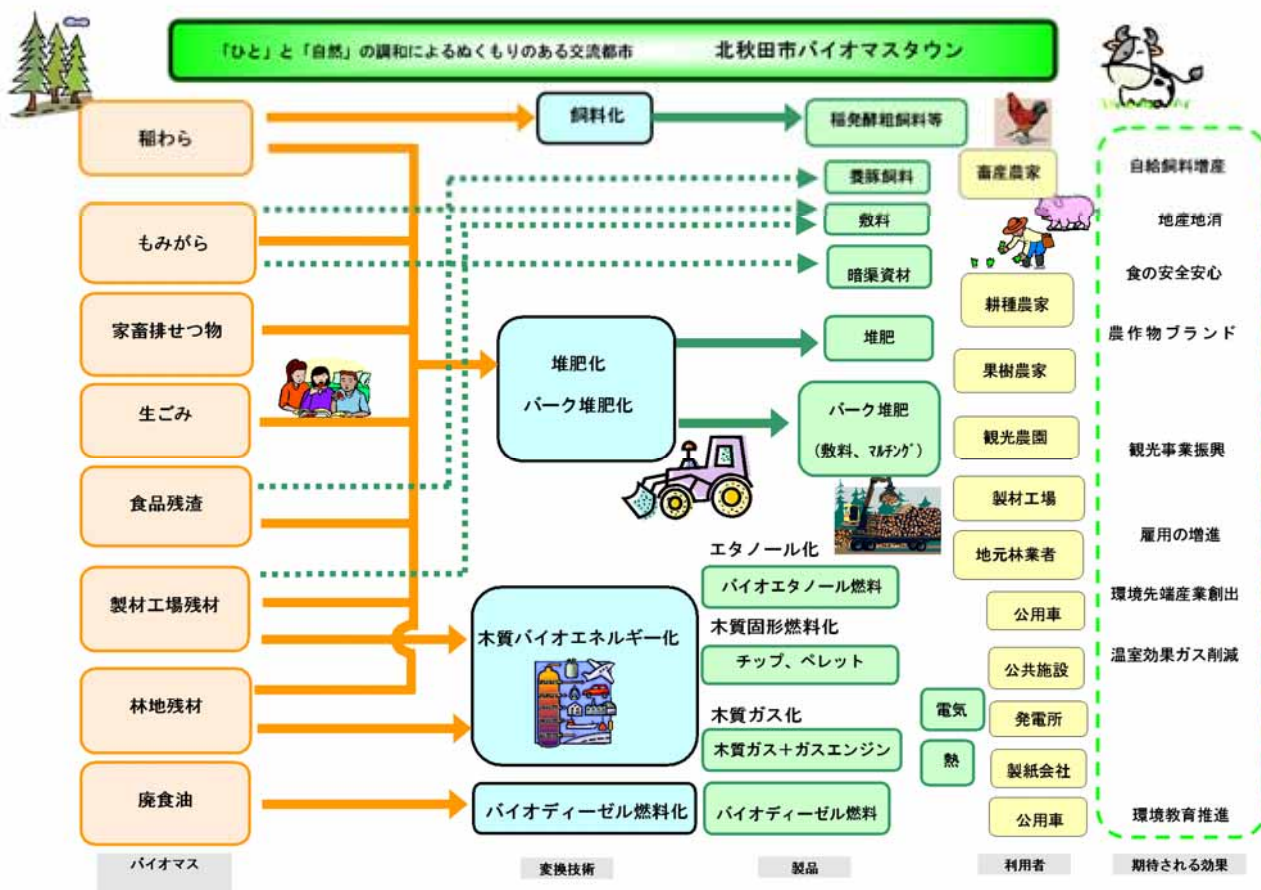 「ひと」と「自然」の調和によるぬくもりのある交流都市 北秋田市バイオマスタウン
稲わら
もみがら
家畜排せつ物
生ごみ
食品残渣
製材工場残材
林地残材
廃食油
バイオマス
飼料化
堆肥化
バーク堆肥化
木質バイオエネルギー化
バイオディーゼル燃料化
変換技術
稲発酵粗飼料等
養豚飼料
敷料
暗渠資材
堆肥
バーク堆肥
(敷料、マルチング)
エタノール化
バイオエタノール燃料
木質固形燃料化
チップ、ペレット
木質ガス化
木質ガス+ガスエンジン
バイオディーゼル燃料
電気
熱
製品
畜産農家
耕種農家
果樹農家
観光農園
製材工場
地元林業者
公用車
公共施設
発電所
製紙会社
公用車
利用者
自給飼料増産
地産地消
食の安全安心
農作物ブランド
観光事業振興
雇用の増進
環境先端産業創出
温室効果ガス削減
環境教育推進
期待される効果